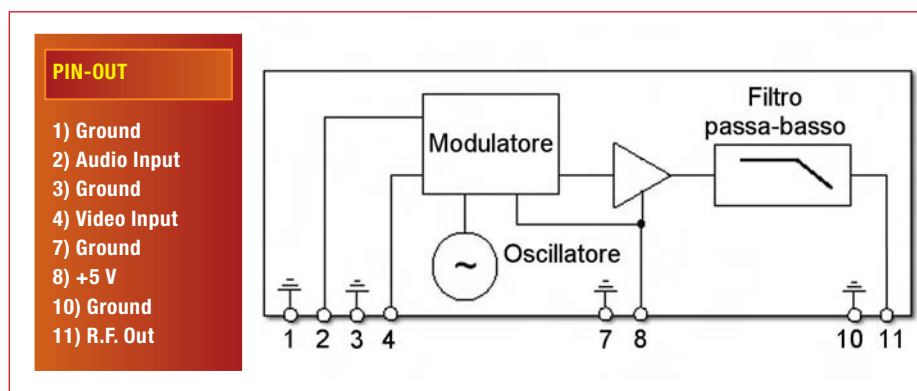 PIN-OUT
1) Ground
2) Audio Input
3) Ground
4) Video Input
7) Ground
8) +5 V
10) Ground
11) R.F. Out
Modulatore
Oscillatore
Filtro
passa-basso
~
1 2 3 4 7 8 10 11